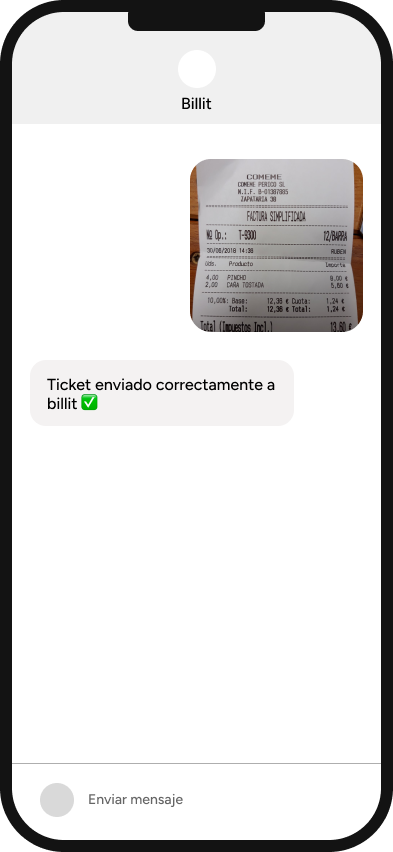 Billit
COMEME
COMEME PERICO SL
N.I.F. B-01387885
ZAPATARIA 38
FACTURA SIMPLIFICADA
Nº Op.: T-9300 12/BARRA
30/08/2018 14:36 RUBEN
Uds. Producto Importe
4,00 PINCHO 8,00 €
2,00 CAÑA TOSTADA 5,60 €
10,00% Base: 12,36 € Cuota: 1,24 €
Total: 12,36 € Total: 1,24 €
Total (Impuestos Incl.) 13,60 €
Ticket enviado correctamente a
billit ✅
Enviar mensaje